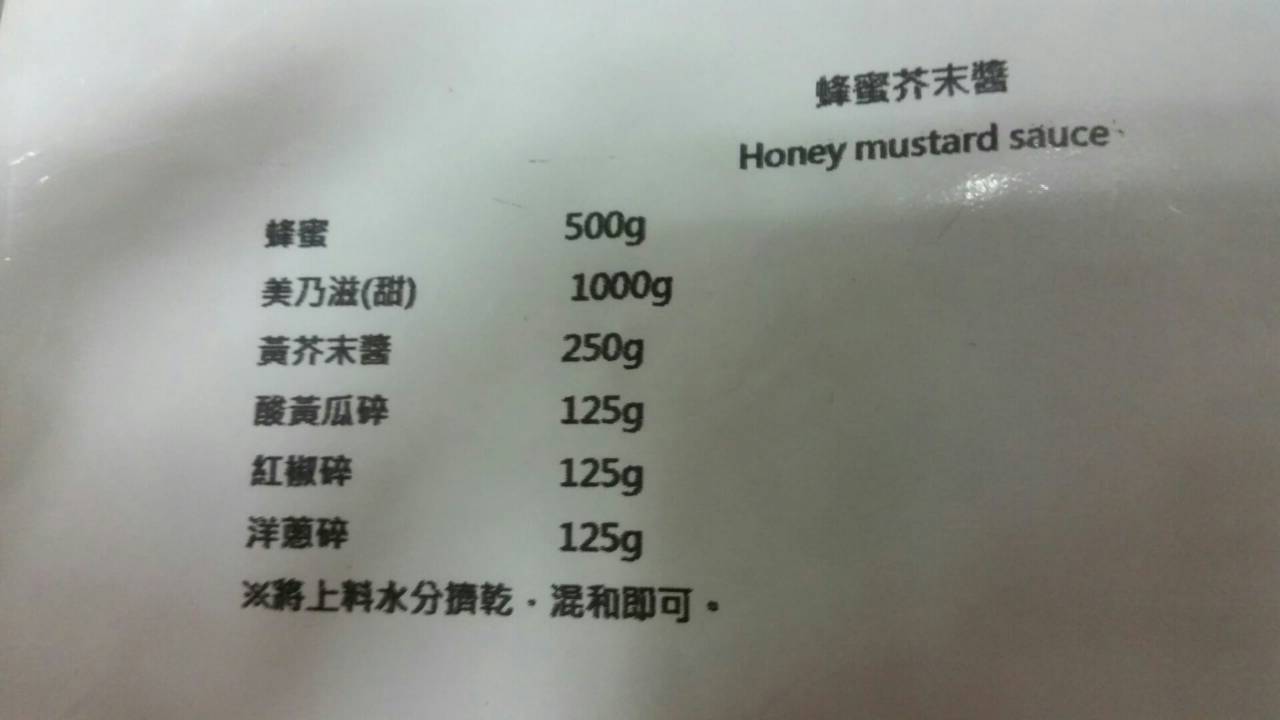 蜂蜜芥末醬
Honey mustard sauce
蜂蜜 500g
美乃滋(甜) 1000g
黃芥末醬 250g
酸黃瓜碎 125g
紅椒碎 125g
洋蔥碎 125g
※將上料水分擠乾，混和即可。